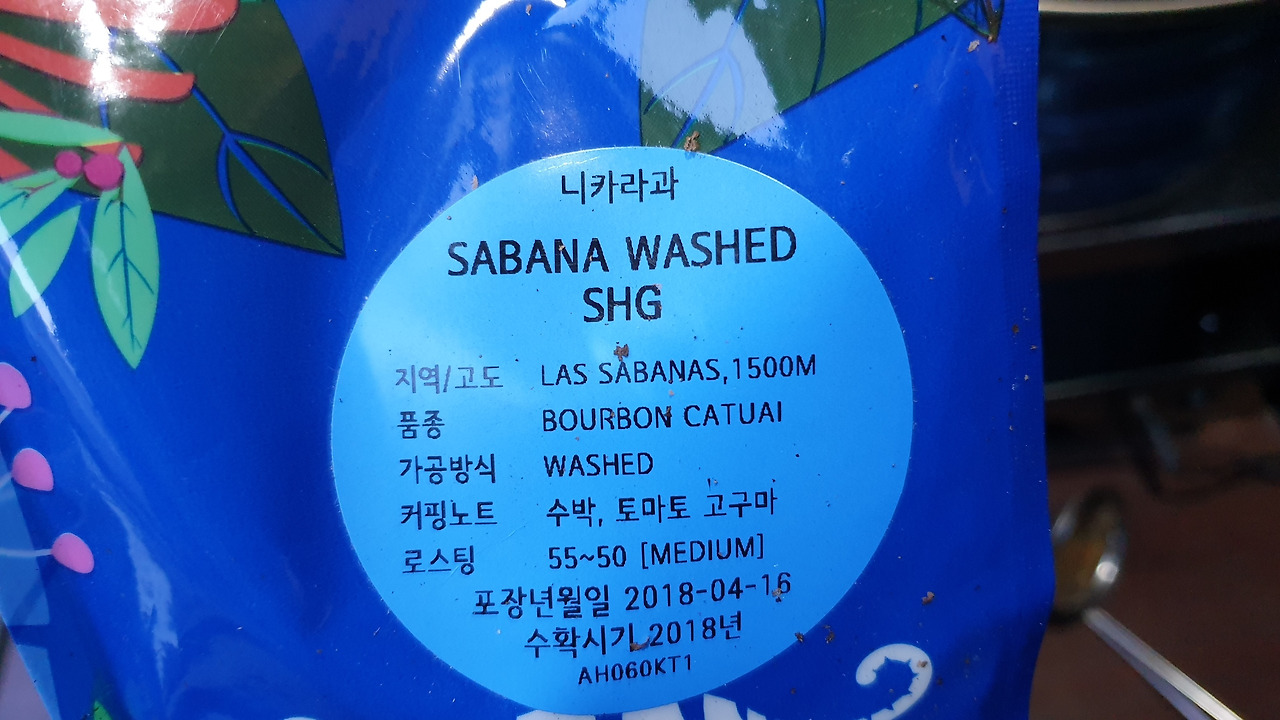 니카라과
SABANA WASHED
SHG
지역/고도 LAS SABANAS,1500M
품종 BOURBON CATUAI
가공방식 WASHED
커핑노트 수박, 토마토 고구마
로스팅 55~50 [MEDIUM]
포장년월일 2018-04-16
수확시기 2018년
AH060KT1